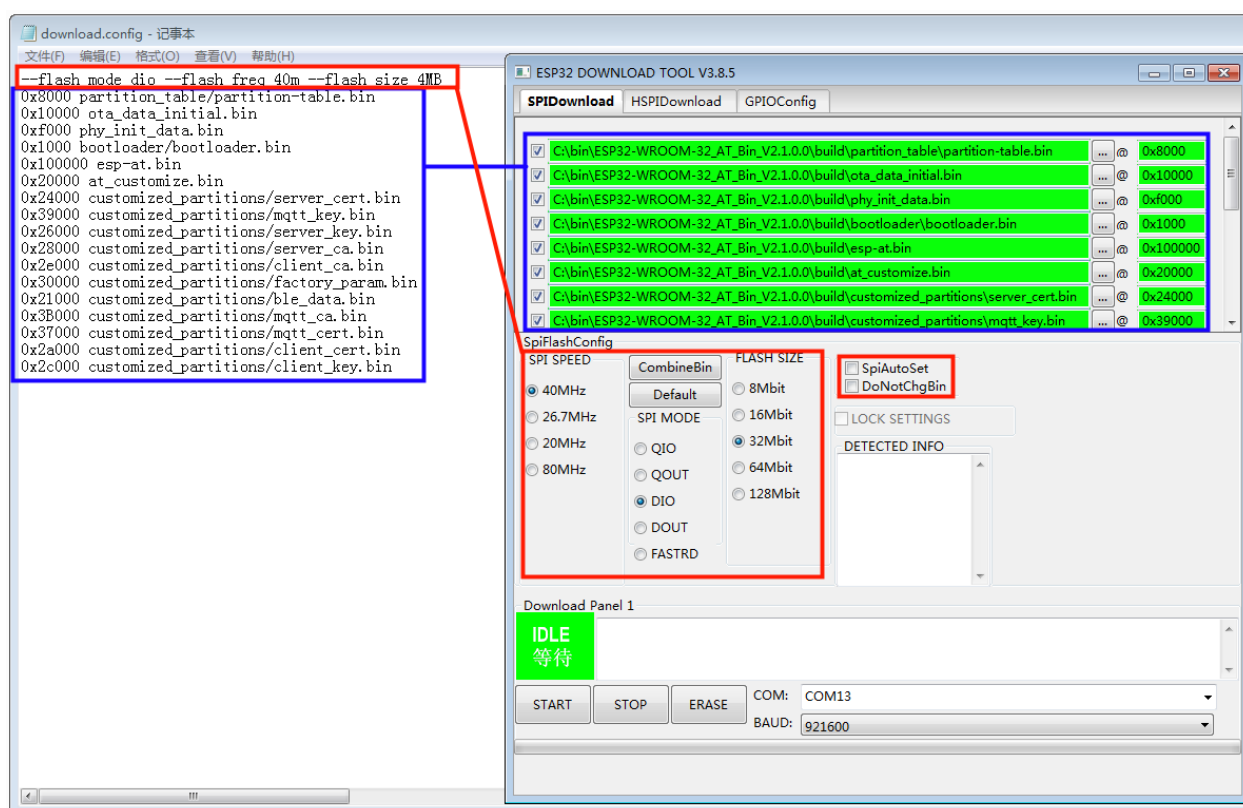 download.config - 记事本
文件(F) 编辑(E) 格式(O) 查看(V) 帮助(H)
--flash_mode dio --flash_freq 40m --flash_size 4MB
0x8000 partition_table/partition-table.bin
0x10000 ota_data_initial.bin
0xf000 phy_init_data.bin
0x1000 bootloader/bootloader.bin
0x100000 esp-at.bin
0x20000 at_customize.bin
0x24000 customized_partitions/server_cert.bin
0x39000 customized_partitions/mqtt_key.bin
0x26000 customized_partitions/server_key.bin
0x28000 customized_partitions/server_ca.bin
0x2e000 customized_partitions/client_ca.bin
0x30000 customized_partitions/factory_param.bin
0x21000 customized_partitions/ble_data.bin
0x3B000 customized_partitions/mqtt_ca.bin
0x37000 customized_partitions/mqtt_cert.bin
0x2a000 customized_partitions/client_cert.bin
0x2c000 customized_partitions/client_key.bin
ESP32 DOWNLOAD TOOL V3.8.5
SPIDownload HSPIDownload GPIOConfig
C:\bin\ESP32-WROOM-32_AT_Bin_V2.1.0.0\build\partition_table\partition-table.bin ... @ 0x8000
C:\bin\ESP32-WROOM-32_AT_Bin_V2.1.0.0\build\ota_data_initial.bin ... @ 0x10000
C:\bin\ESP32-WROOM-32_AT_Bin_V2.1.0.0\build\phy_init_data.bin ... @ 0xf000
C:\bin\ESP32-WROOM-32_AT_Bin_V2.1.0.0\build\bootloader\bootloader.bin ... @ 0x1000
C:\bin\ESP32-WROOM-32_AT_Bin_V2.1.0.0\build\esp-at.bin ... @ 0x100000
C:\bin\ESP32-WROOM-32_AT_Bin_V2.1.0.0\build\at_customize.bin ... @ 0x20000
C:\bin\ESP32-WROOM-32_AT_Bin_V2.1.0.0\build\customized_partitions\server_cert.bin ... @ 0x24000
C:\bin\ESP32-WROOM-32_AT_Bin_V2.1.0.0\build\customized_partitions\mqtt_key.bin ... @ 0x39000
SpiFlashConfig
SPI SPEED
40MHz
26.7MHz
20MHz
80MHz
CombineBin
Default
SPI MODE
QIO
QOUT
DIO
DOUT
FASTRD
FLASH SIZE
8Mbit
16Mbit
32Mbit
64Mbit
128Mbit
SpiAutoSet
DoNotChgBin
LOCK SETTINGS
DETECTED INFO
Download Panel 1
IDLE
等待
START STOP ERASE
COM: COM13
BAUD: 921600